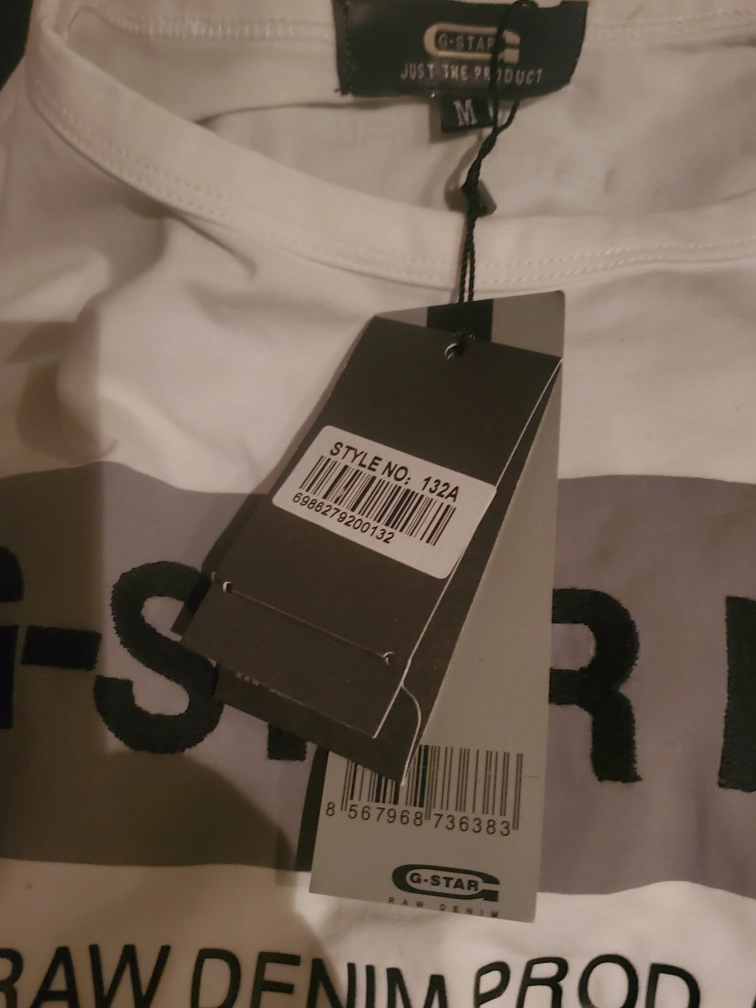 G-STAR
JUST THE PRODUCT
M
STYLE NO: 132A
6986279200132
G-S R
8 567968 736383
G-STAR
RAW DENIM
RAW DENIM PROD